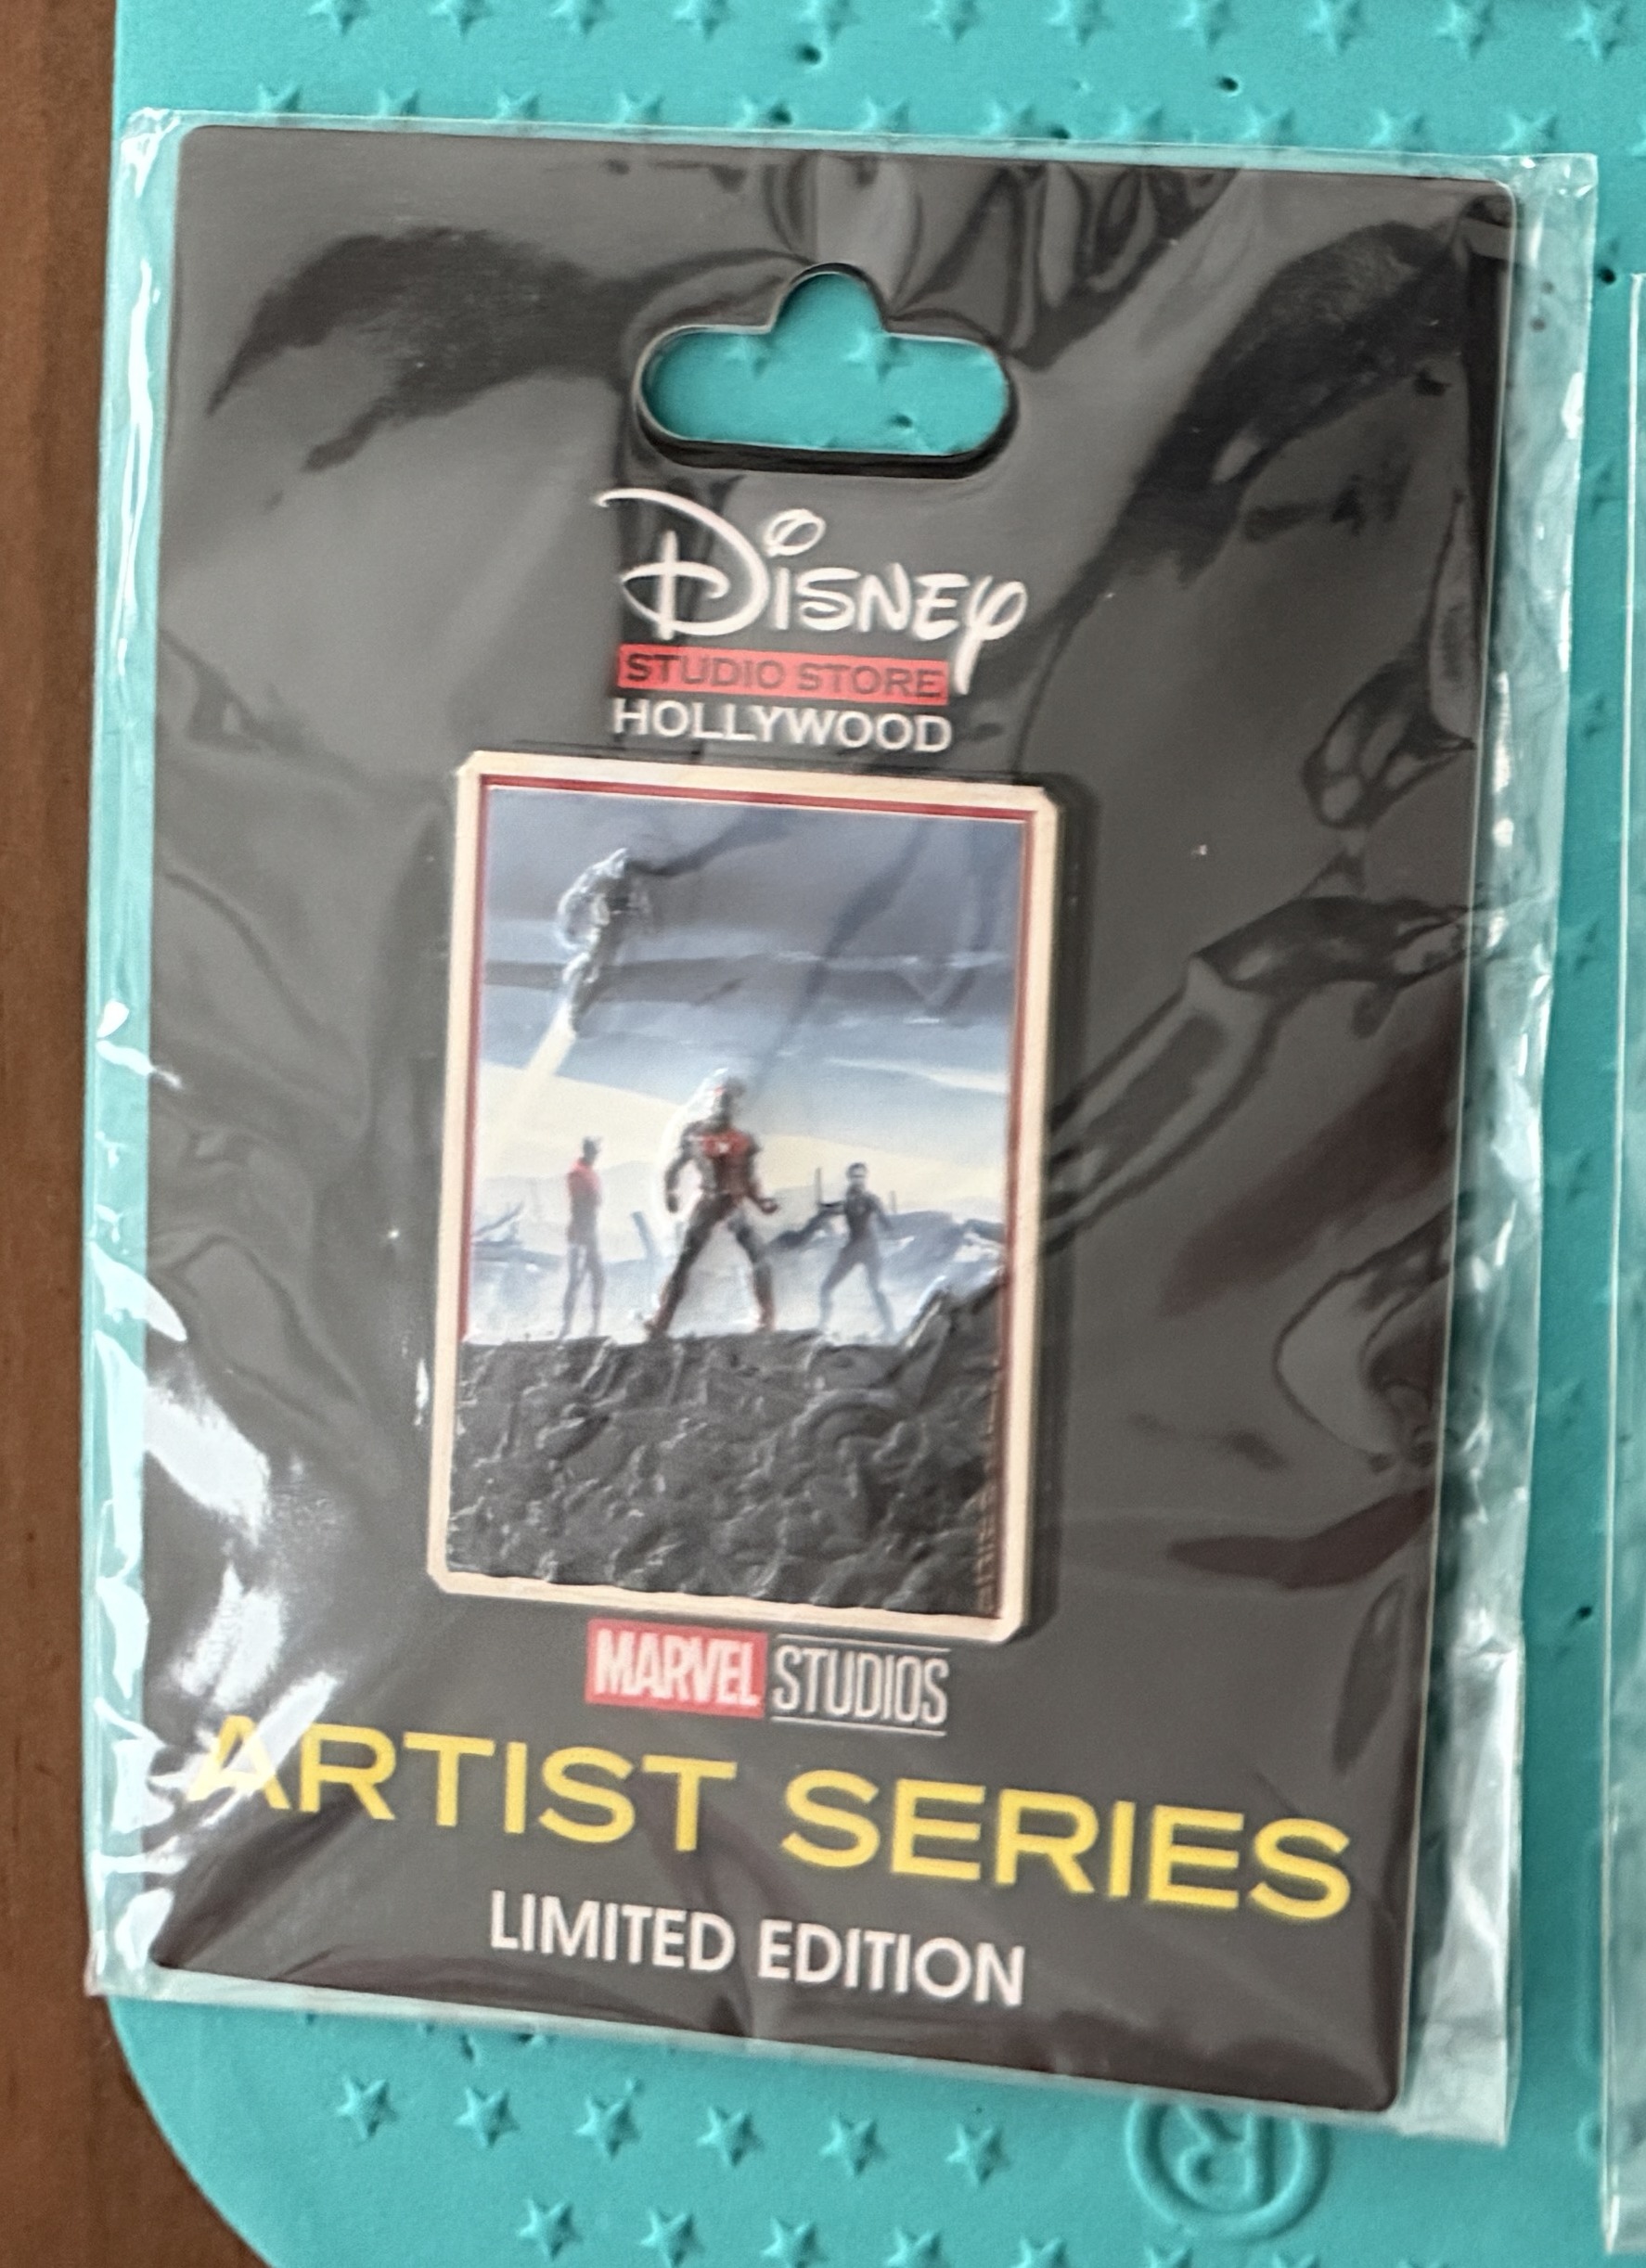 Disney
STUDIO STORE
HOLLYWOOD
MARVEL STUDIOS
ARTIST SERIES
LIMITED EDITION
®